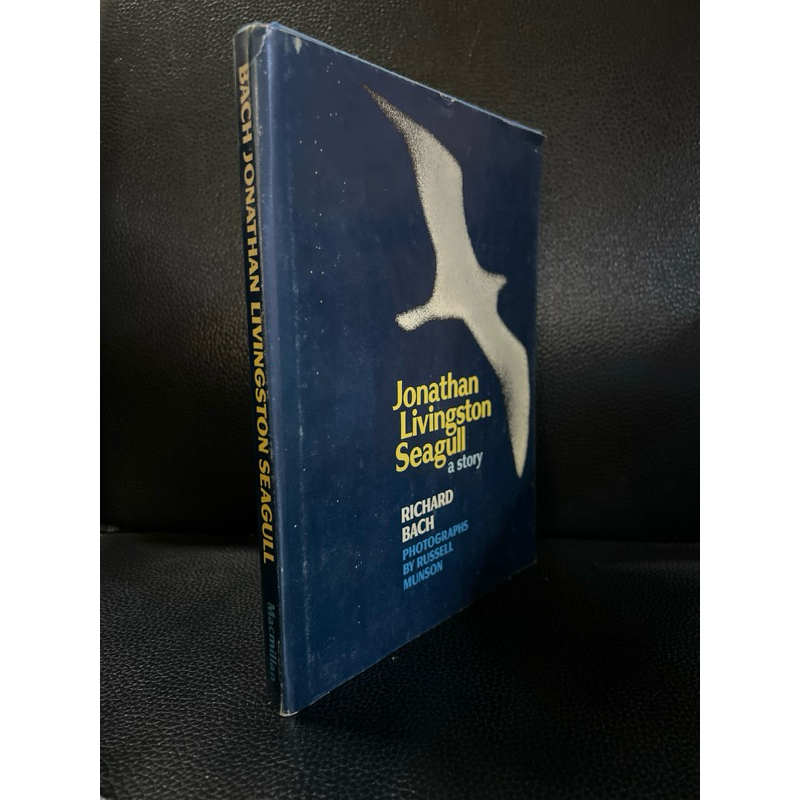 BACH JONATHAN LIVINGSTON SEAGULL
Macmillan
Jonathan
Livingston
Seagull
a story
RICHARD
BACH
PHOTOGRAPHS
BY RUSSELL
MUNSON